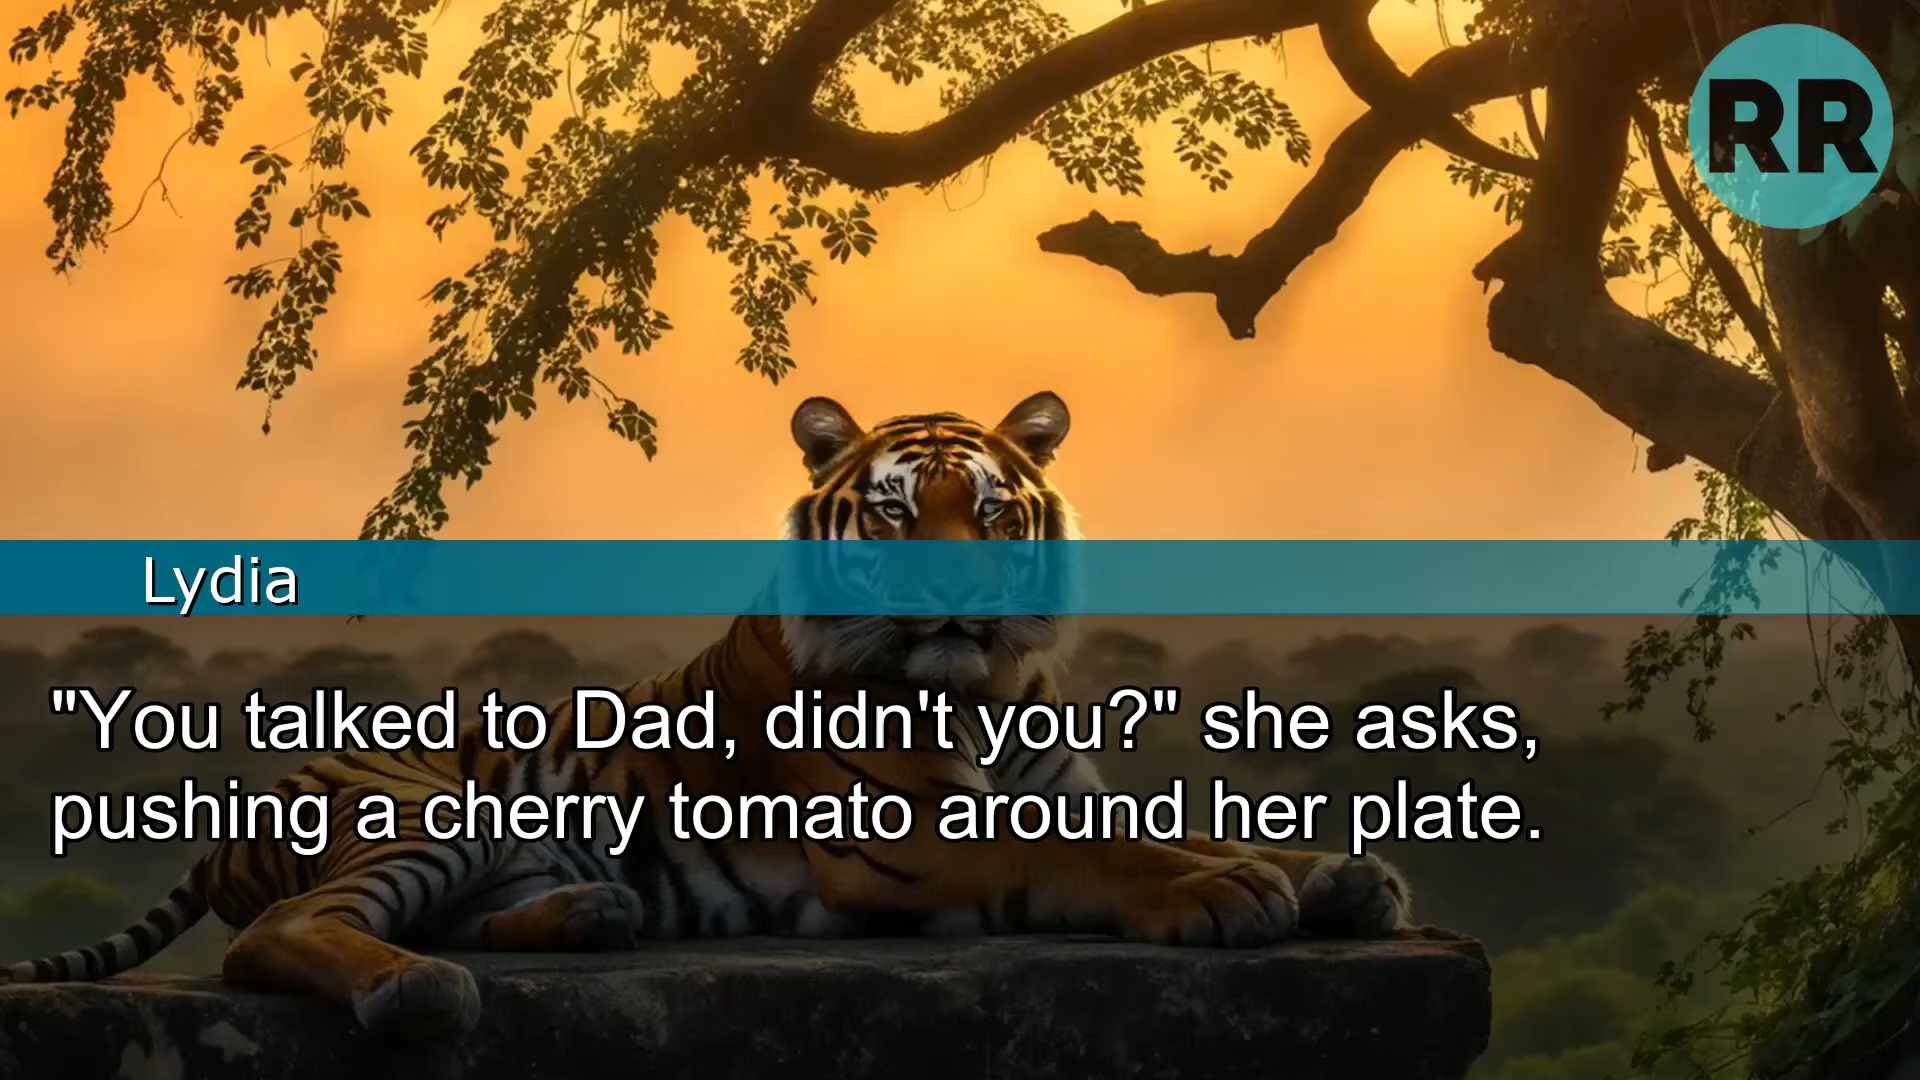 RR
Lydia
"You talked to Dad, didn't you?" she asks,
pushing a cherry tomato around her plate.